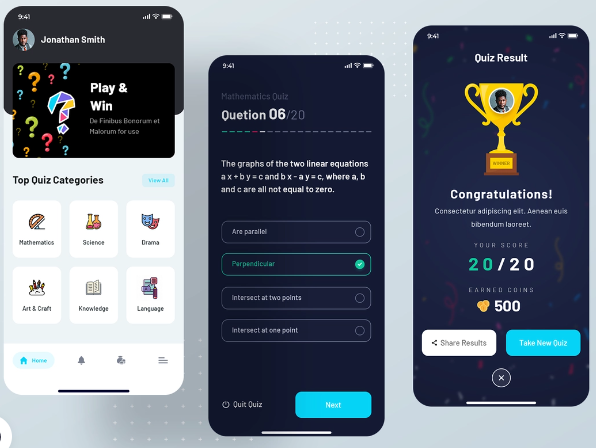 9:41
Jonathan Smith
Play &
Win
De Finibus Bonorum et
Malorum for use
Top Quiz Categories
View All
Mathematics
Science
Drama
Art & Craft
Knowledge
Language
Home
9:41
Mathematics Quiz
Quetion 06/20
The graphs of the two linear equations
a x + b y = c and b x - a y = c, where a, b
and c are all not equal to zero.
Are parallel
Perpendicular
Intersect at two points
Intersect at one point
Quit Quiz
Next
9:41
Quiz Result
WINNER
Congratulations!
Consectetur adipiscing elit. Aenean euis
bibendum laoreet.
YOUR SCORE
20/20
EARNED COINS
500
Share Results
Take New Quiz